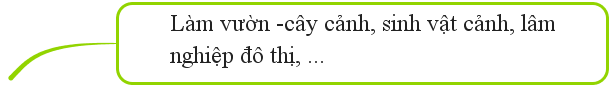 Làm vườn -cây cảnh, sinh vật cảnh, lâm
nghiệp đô thị, ...